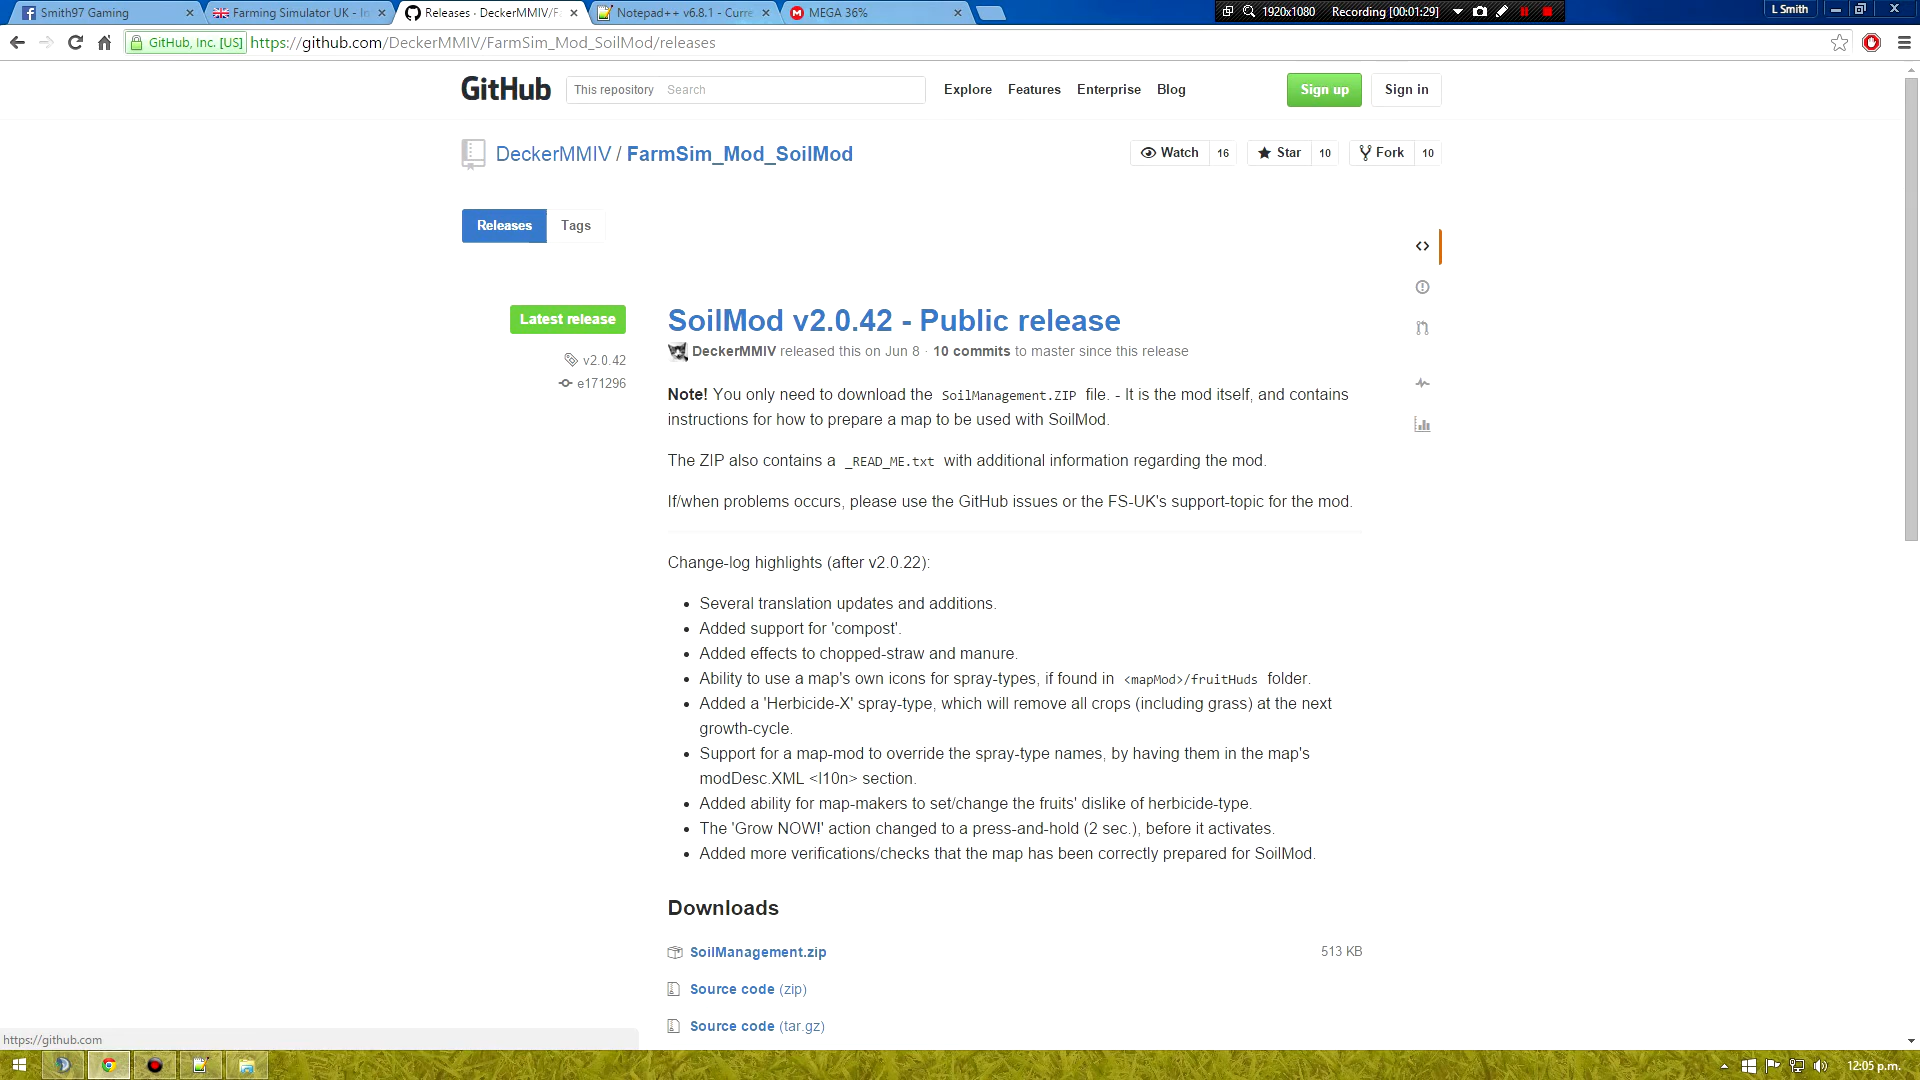 Smith97 Gaming
Farming Simulator UK - In
Releases · DeckerMMIV/F
Notepad++ v6.8.1 - Curre
MEGA 36%
1920x1080
Recording [00:01:29]
L Smith
GitHub, Inc. [US]
https://github.com/DeckerMMIV/FarmSim_Mod_SoilMod/releases
GitHub
This repository
Search
Explore
Features
Enterprise
Blog
Sign up
Sign in
DeckerMMIV / FarmSim_Mod_SoilMod
Watch 16
Star 10
Fork 10
Releases
Tags
Latest release
v2.0.42
e171296
SoilMod v2.0.42 - Public release
DeckerMMIV released this on Jun 8 · 10 commits to master since this release
Note! You only need to download the SoilManagement.ZIP file. - It is the mod itself, and contains
instructions for how to prepare a map to be used with SoilMod.
The ZIP also contains a _READ_ME.txt with additional information regarding the mod.
If/when problems occurs, please use the GitHub issues or the FS-UK's support-topic for the mod.
Change-log highlights (after v2.0.22):
• Several translation updates and additions.
• Added support for 'compost'.
• Added effects to chopped-straw and manure.
• Ability to use a map's own icons for spray-types, if found in <mapMod>/fruitHuds folder.
• Added a 'Herbicide-X' spray-type, which will remove all crops (including grass) at the next
growth-cycle.
• Support for a map-mod to override the spray-type names, by having them in the map's
modDesc.XML <l10n> section.
• Added ability for map-makers to set/change the fruits' dislike of herbicide-type.
• The 'Grow NOW!' action changed to a press-and-hold (2 sec.), before it activates.
• Added more verifications/checks that the map has been correctly prepared for SoilMod.
Downloads
SoilManagement.zip
513 KB
Source code (zip)
Source code (tar.gz)
https://github.com
12:05 p.m.